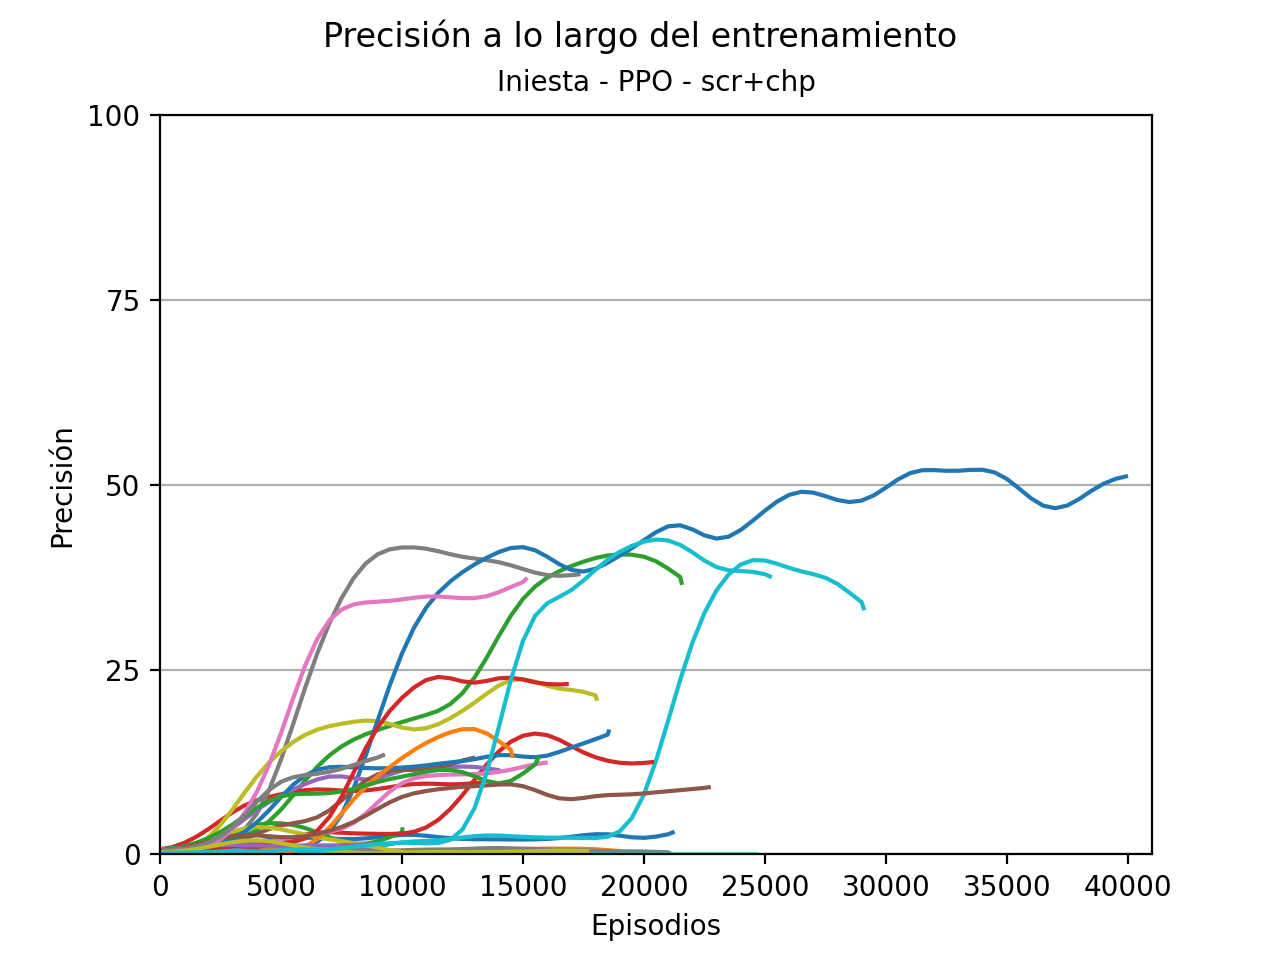 Precisión a lo largo del entrenamiento
Iniesta - PPO - scr+chp
100
75
50
25
0
Precisión
0 5000 10000 15000 20000 25000 30000 35000 40000
Episodios